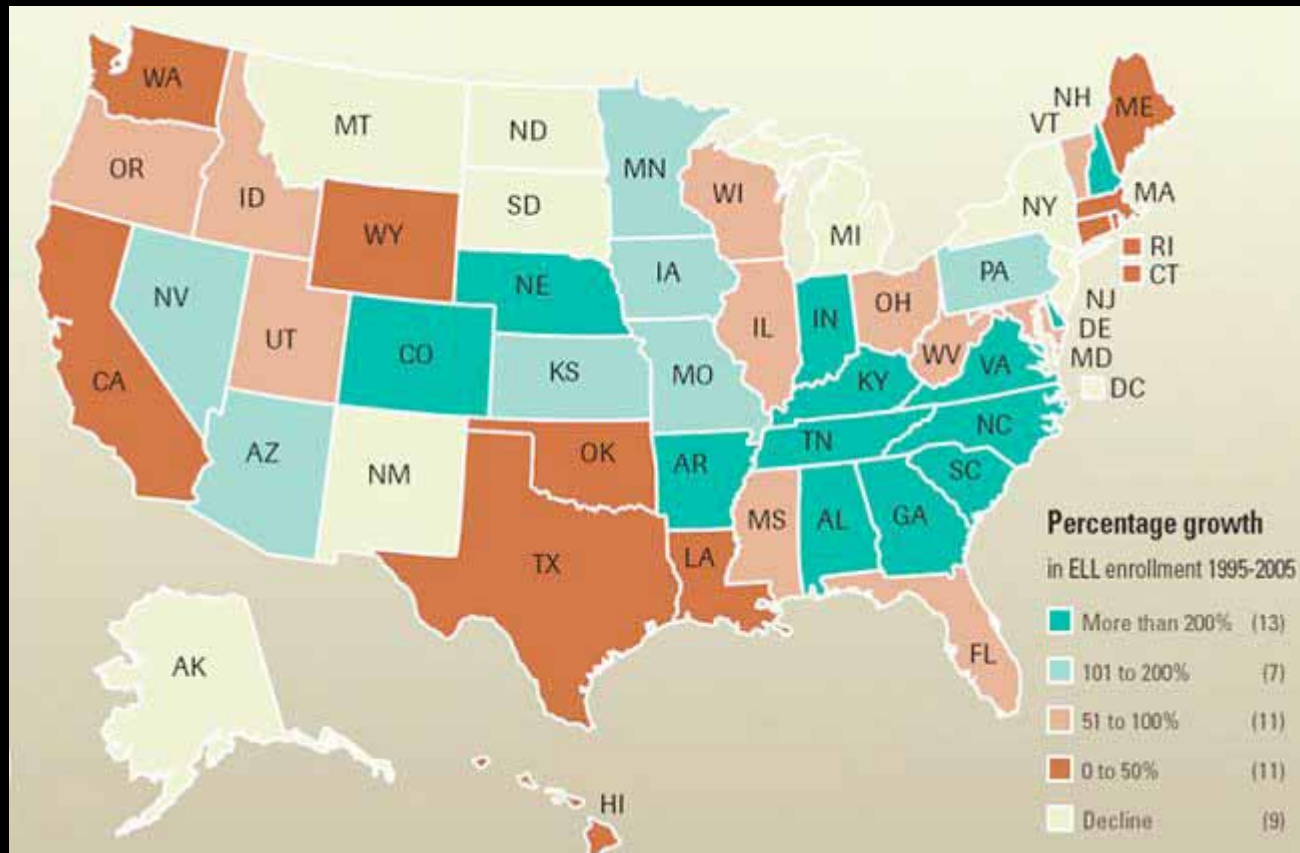 WA
MT
ND
MN
OR
ID
SD
WI
MI
NH
VT
ME
MA
NY
RI
CT
WY
NV
NE
IA
PA
NJ
DE
MD
DC
UT
CO
KS
MO
IL
IN
OH
WV
VA
KY
CA
AZ
NM
OK
AR
TN
NC
SC
MS
AL
GA
TX
LA
FL
AK
HI
Percentage growth
in ELL enrollment 1995-2005
More than 200% (13)
101 to 200% (7)
51 to 100% (11)
0 to 50% (11)
Decline (9)